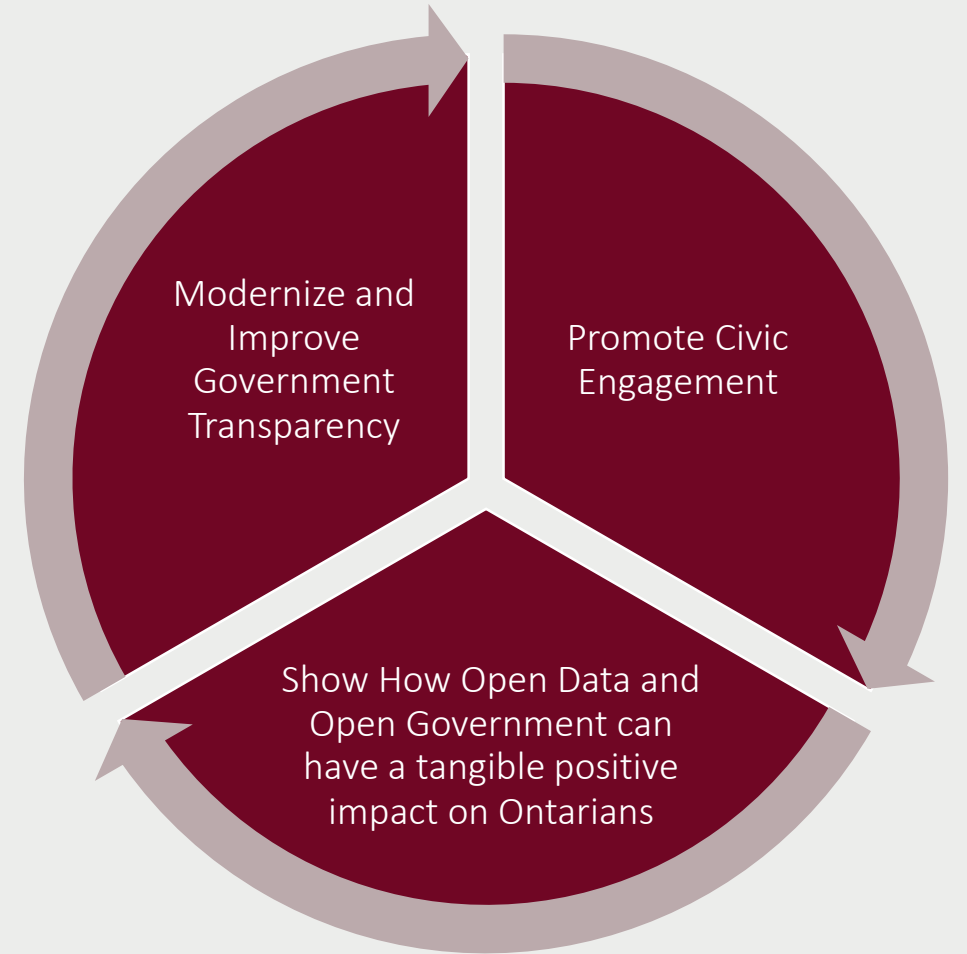 Modernize and
Improve
Government
Transparency
Promote Civic
Engagement
Show How Open Data and
Open Government can
have a tangible positive
impact on Ontarians